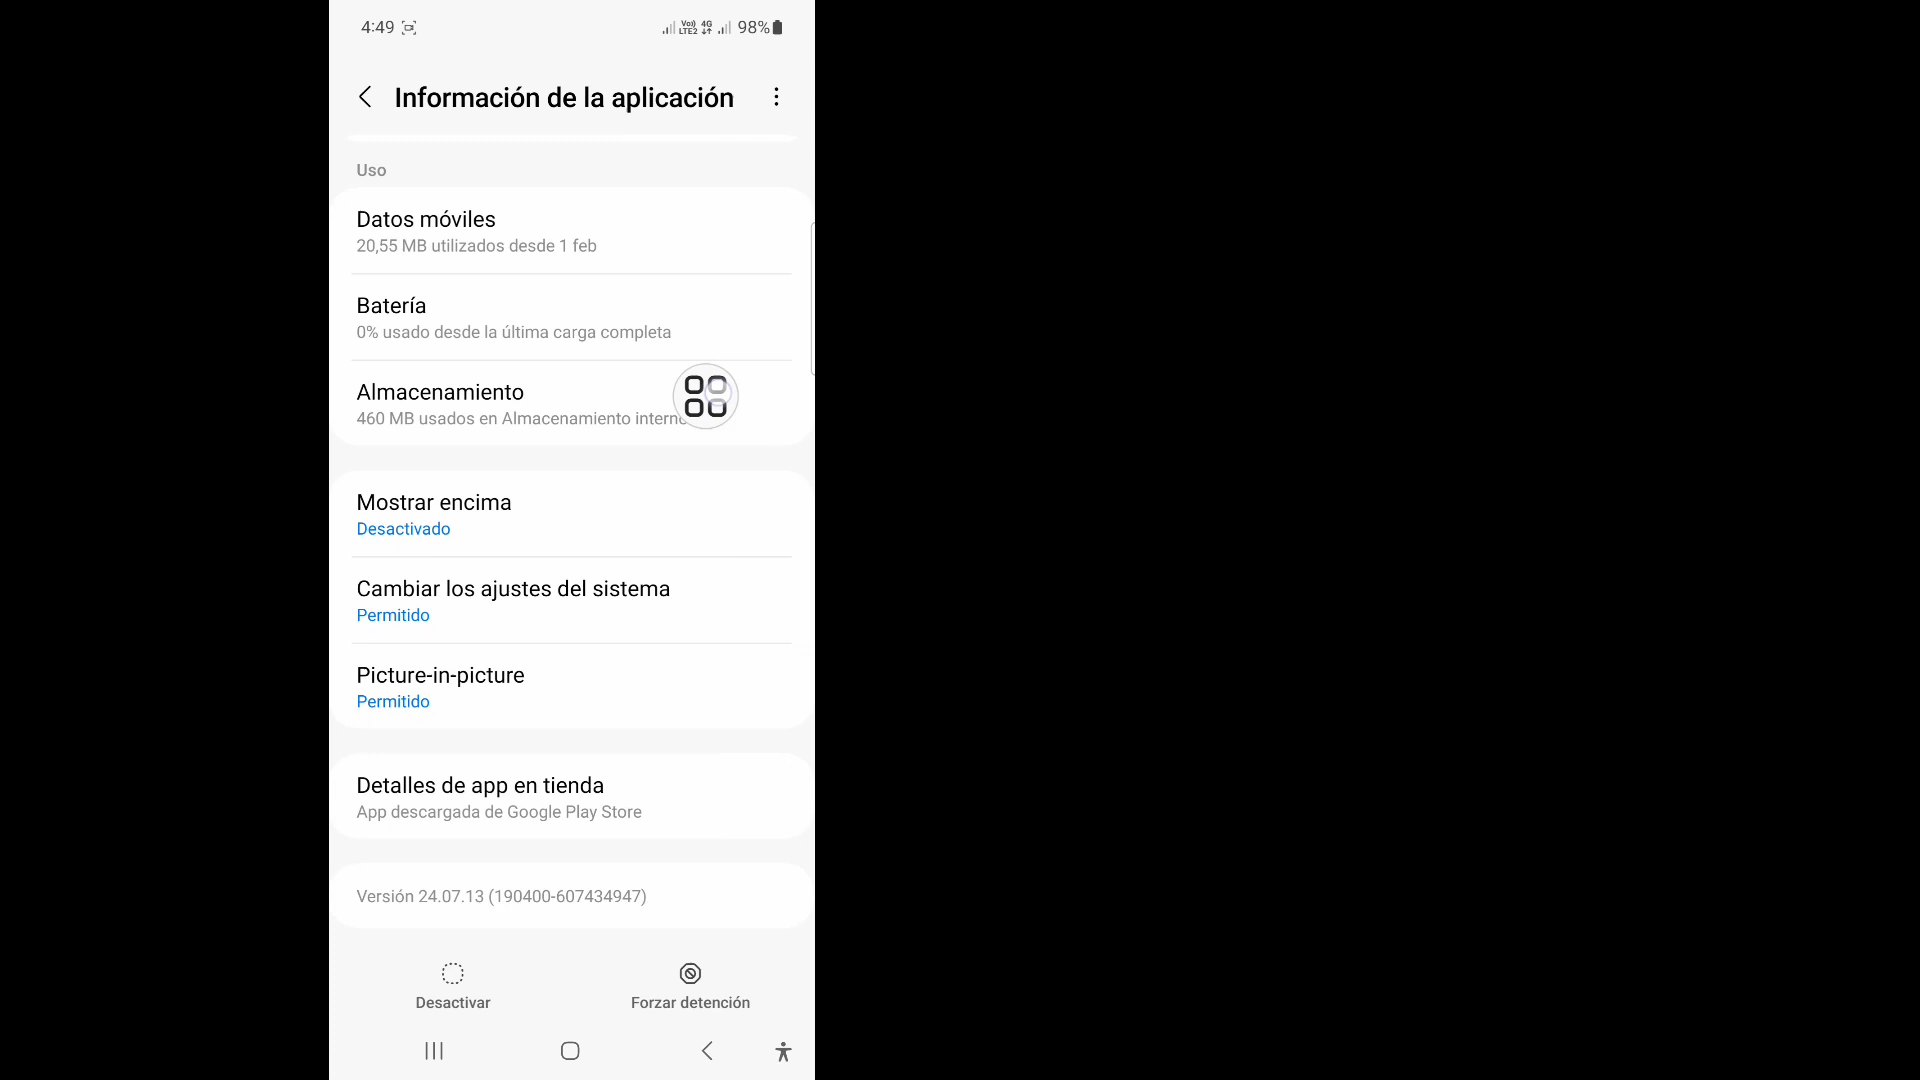 4:49
Vo)) LTE2 4G 98%
Información de la aplicación
Uso
Datos móviles
20,55 MB utilizados desde 1 feb
Batería
0% usado desde la última carga completa
Almacenamiento
460 MB usados en Almacenamiento interno
Mostrar encima
Desactivado
Cambiar los ajustes del sistema
Permitido
Picture-in-picture
Permitido
Detalles de app en tienda
App descargada de Google Play Store
Versión 24.07.13 (190400-607434947)
Desactivar
Forzar detención